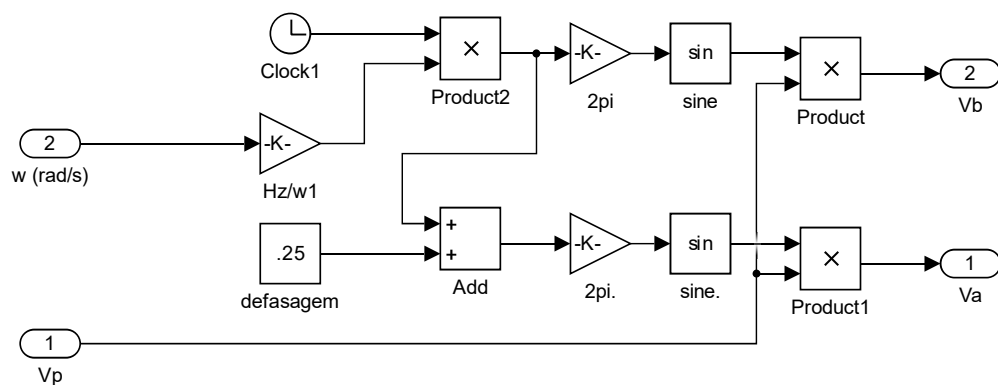 Clock1
×
Product2
-K-
2pi
sin
sine
×
Product
2
Vb
2
w (rad/s)
-K-
Hz/w1
.25
defasagem
+
+
Add
-K-
2pi.
sin
sine.
×
Product1
1
Va
1
Vp